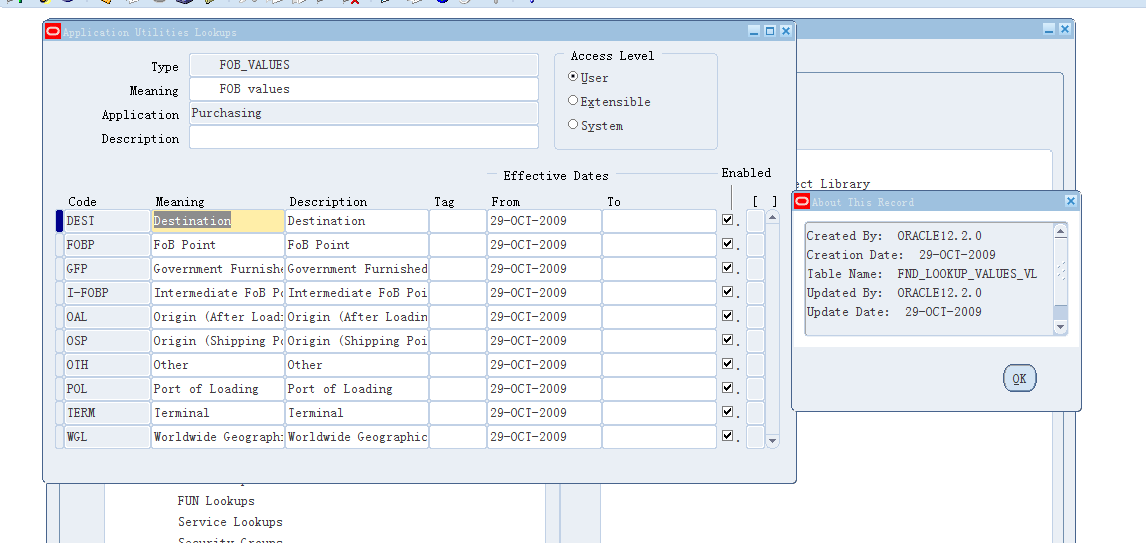 Application Utilities Lookups
Type FOB_VALUES
Meaning FOB values
Application Purchasing
Description
Access Level
User
Extensible
System
Effective Dates
Enabled
Code Meaning Description Tag From To [ ]
DEST Destination Destination 29-OCT-2009
FOBP FoB Point FoB Point 29-OCT-2009
GFP Government Furnishe Government Furnished 29-OCT-2009
I-FOBP Intermediate FoB Po Intermediate FoB Poi 29-OCT-2009
OAL Origin (After Loadi Origin (After Loadin 29-OCT-2009
OSP Origin (Shipping Po Origin (Shipping Poi 29-OCT-2009
OTH Other Other 29-OCT-2009
POL Port of Loading Port of Loading 29-OCT-2009
TERM Terminal Terminal 29-OCT-2009
WGL Worldwide Geographi Worldwide Geographic 29-OCT-2009
ect Library
About This Record
Created By: ORACLE12.2.0
Creation Date: 29-OCT-2009
Table Name: FND_LOOKUP_VALUES_VL
Updated By: ORACLE12.2.0
Update Date: 29-OCT-2009
OK
FUN Lookups
Service Lookups
Security Groups